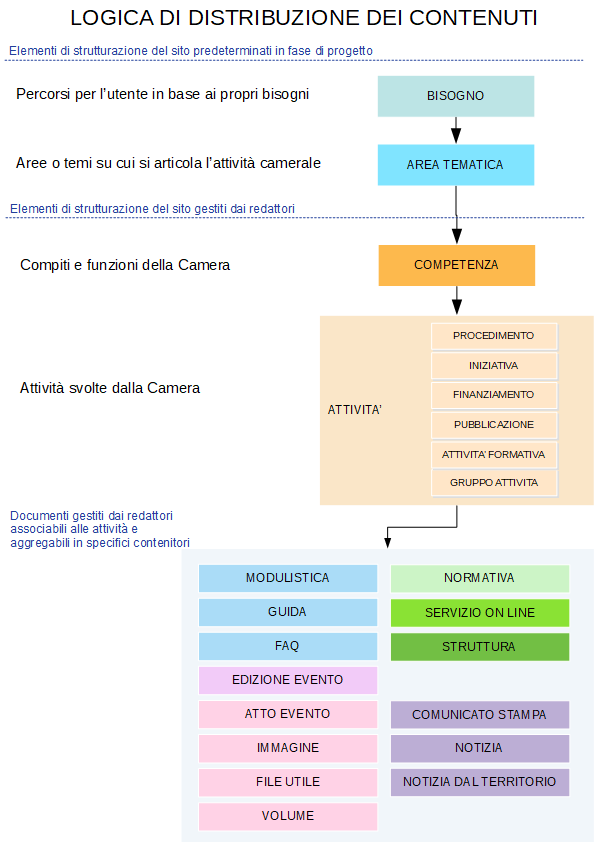 LOGICA DI DISTRIBUZIONE DEI CONTENUTI
Elementi di strutturazione del sito predeterminati in fase di progetto
Percorsi per l'utente in base ai propri bisogni
BISOGNO
Aree o temi su cui si articola l'attività camerale
AREA TEMATICA
Elementi di strutturazione del sito gestiti dai redattori
Compiti e funzioni della Camera
COMPETENZA
Attività svolte dalla Camera
ATTIVITA'
PROCEDIMENTO
INIZIATIVA
FINANZIAMENTO
PUBBLICAZIONE
ATTIVITA' FORMATIVA
GRUPPO ATTIVITA
Documenti gestiti dai redattori
associabili alle attività e
aggregabili in specifici contenitori
MODULISTICA
GUIDA
FAQ
EDIZIONE EVENTO
ATTO EVENTO
IMMAGINE
FILE UTILE
VOLUME
NORMATIVA
SERVIZIO ON LINE
STRUTTURA
COMUNICATO STAMPA
NOTIZIA
NOTIZIA DAL TERRITORIO